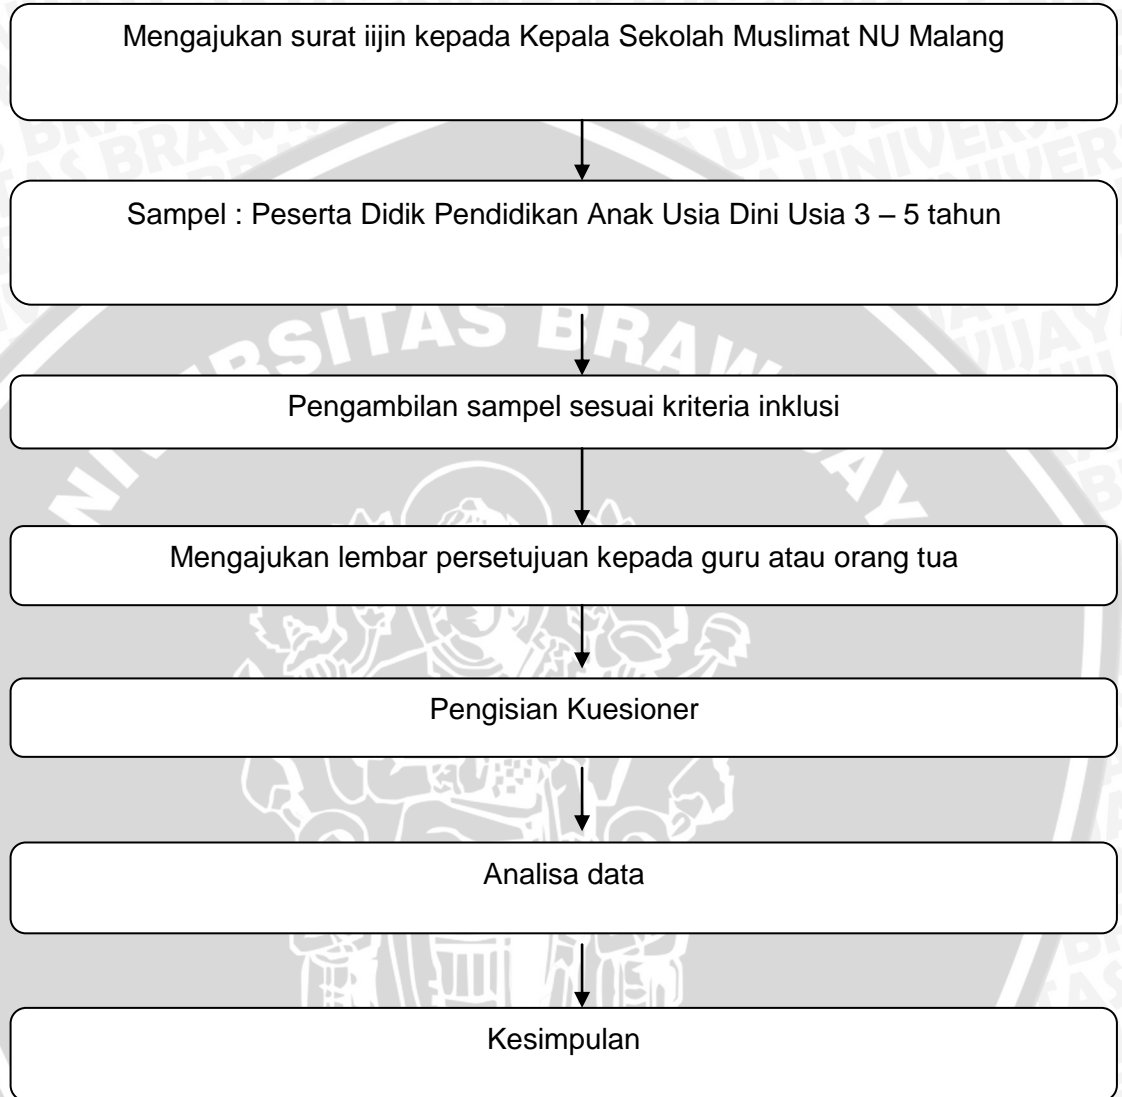 Mengajukan surat iijin kepada Kepala Sekolah Muslimat NU Malang
Sampel : Peserta Didik Pendidikan Anak Usia Dini Usia 3 – 5 tahun
RSITAS BRAW
Pengambilan sampel sesuai kriteria inklusi
Mengajukan lembar persetujuan kepada guru atau orang tua
Pengisian Kuesioner
Analisa data
Kesimpulan